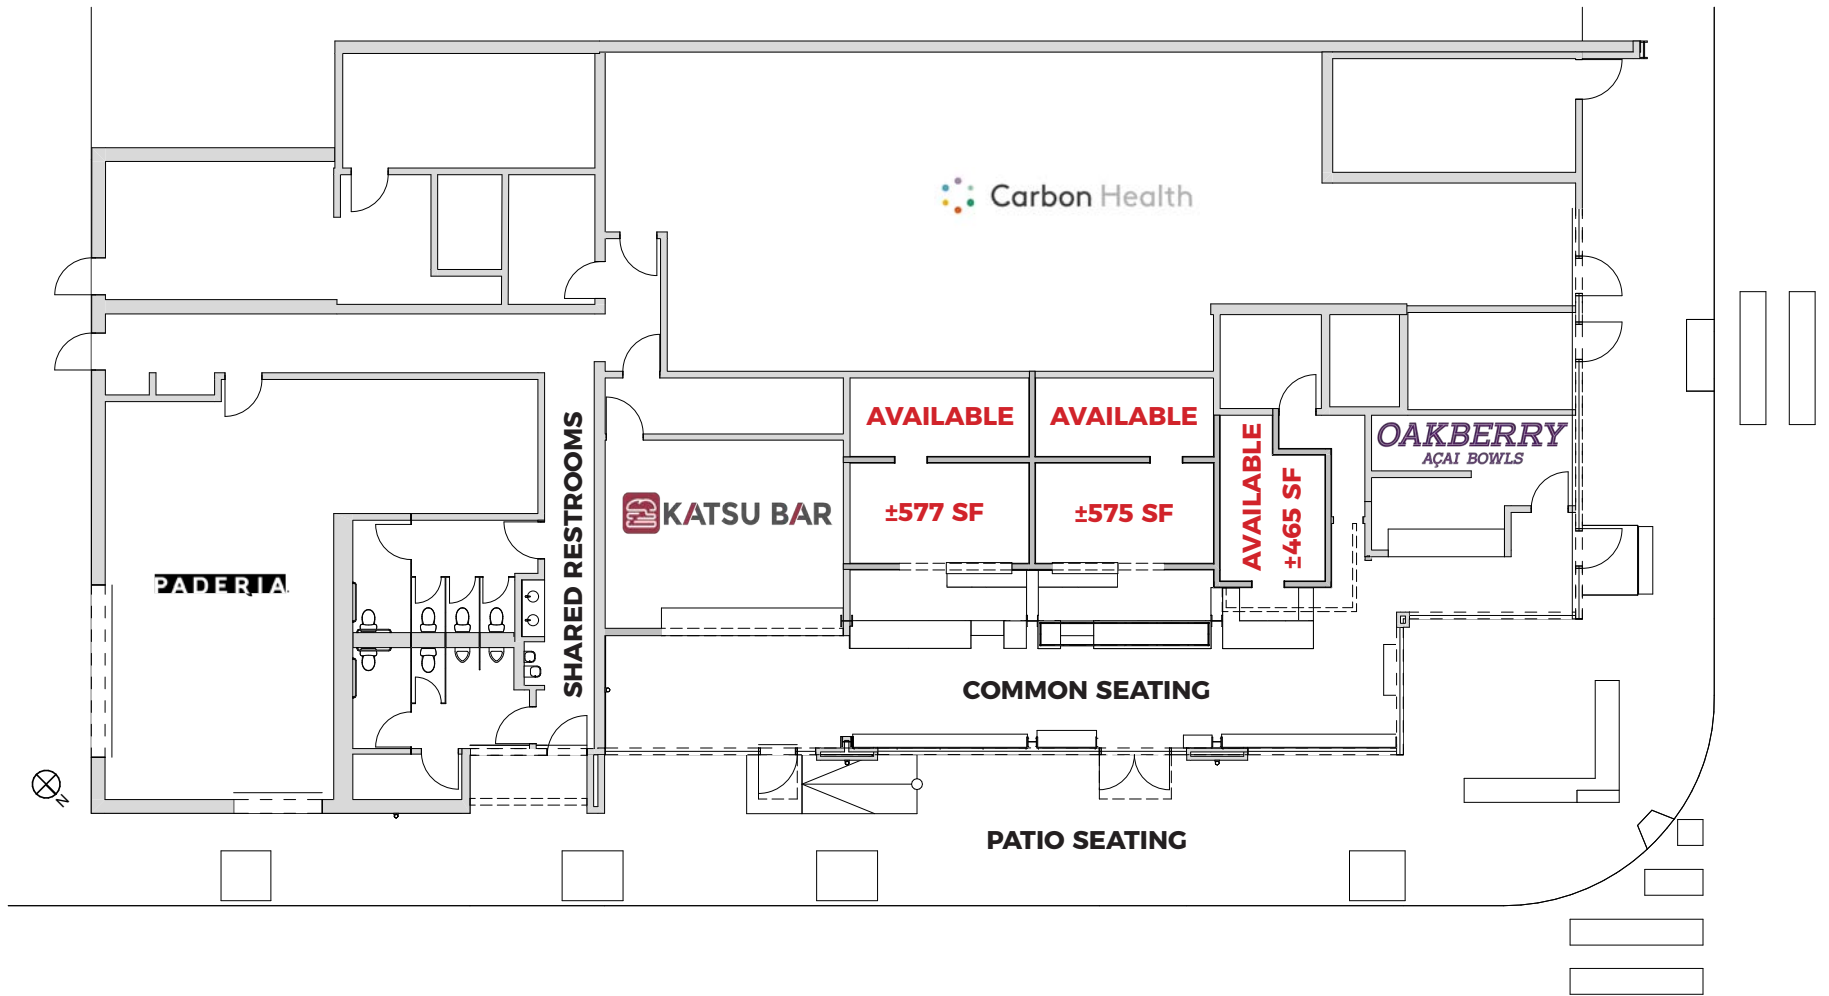 Carbon Health
AVAILABLE
±577 SF
AVAILABLE
±575 SF
AVAILABLE
±465 SF
OAKBERRY
AÇAI BOWLS
KATSU BAR
SHARED RESTROOMS
PADERIA
COMMON SEATING
PATIO SEATING
N